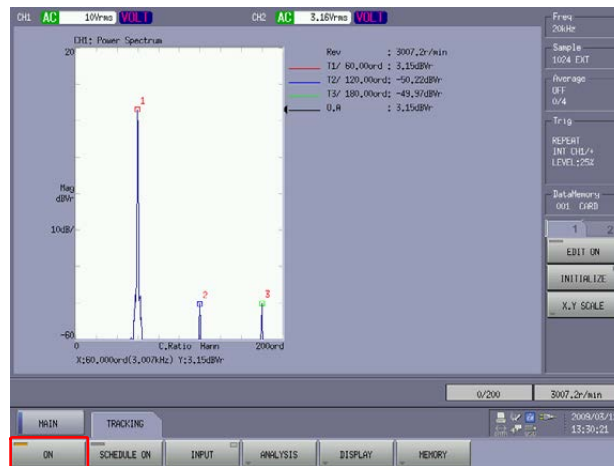 CH1 AC 10Vrms VOLT CH2 AC 3.16Vrms VOLT
CH1: Power Spectrum
20
Mag
dBVr
10dB/
-60
0 C.Ratio Hann 200ord
X:60.000ord(3.007kHz) Y:3.15dBVr
1
2
3
Rev : 3007.2r/min
T1/ 60.00ord : 3.15dBVr
T2/ 120.00ord: -50.22dBVr
T3/ 180.00ord: -49.97dBVr
O.A : 3.15dBVr
Freq
20kHz
Sample
1024 EXT
Average
OFF
0/4
Trig
REPEAT
INT CH1/+
LEVEL:25%
DataMemory
001 CARD
1 2
EDIT ON
INITIALIZE
X.Y SCALE
0/200 3007.2r/min
MAIN TRACKING
13:30:21
ON SCHEDULE ON INPUT ANALYSIS DISPLAY MEMORY